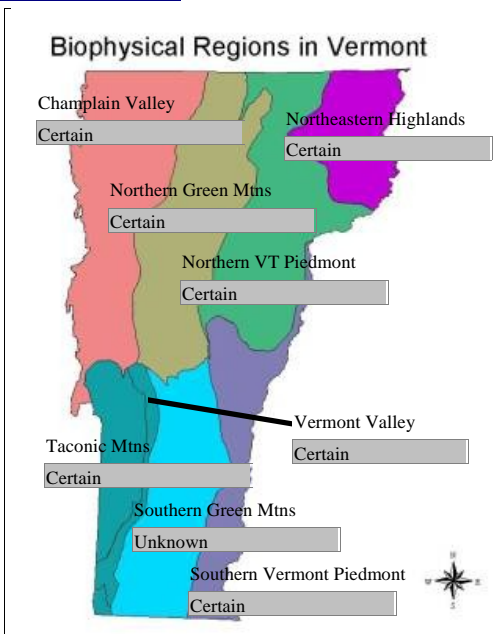 Biophysical Regions in Vermont
Champlain Valley
Certain
Northeastern Highlands
Certain
Northern Green Mtns
Certain
Northern VT Piedmont
Certain
Vermont Valley
Certain
Taconic Mtns
Certain
Southern Green Mtns
Unknown
Southern Vermont Piedmont
Certain
N
W E
S